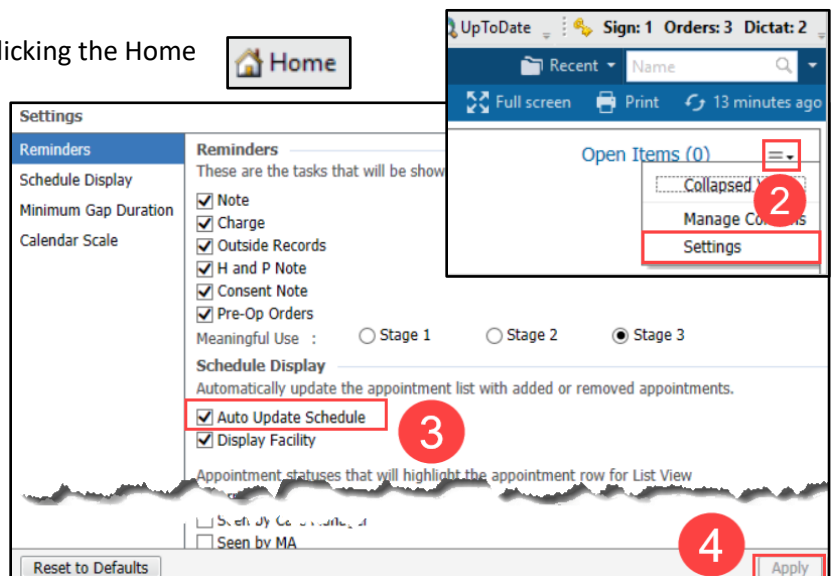 licking the Home
Home
UpToDate Sign: 1 Orders: 3 Dictat: 2
Recent Name
Full screen Print 13 minutes ago
Open Items (0)
Collapsed
2
Manage
Settings
Settings
Reminders
Schedule Display
Minimum Gap Duration
Calendar Scale
Reminders
These are the tasks that will be show
Note
Charge
Outside Records
H and P Note
Consent Note
Pre-Op Orders
Meaningful Use : Stage 1 Stage 2 Stage 3
Schedule Display
Automatically update the appointment list with added or removed appointments.
Auto Update Schedule
3
Display Facility
Appointment statuses that will highlight the appointment row for List View
Seen by MA
4
Reset to Defaults Apply